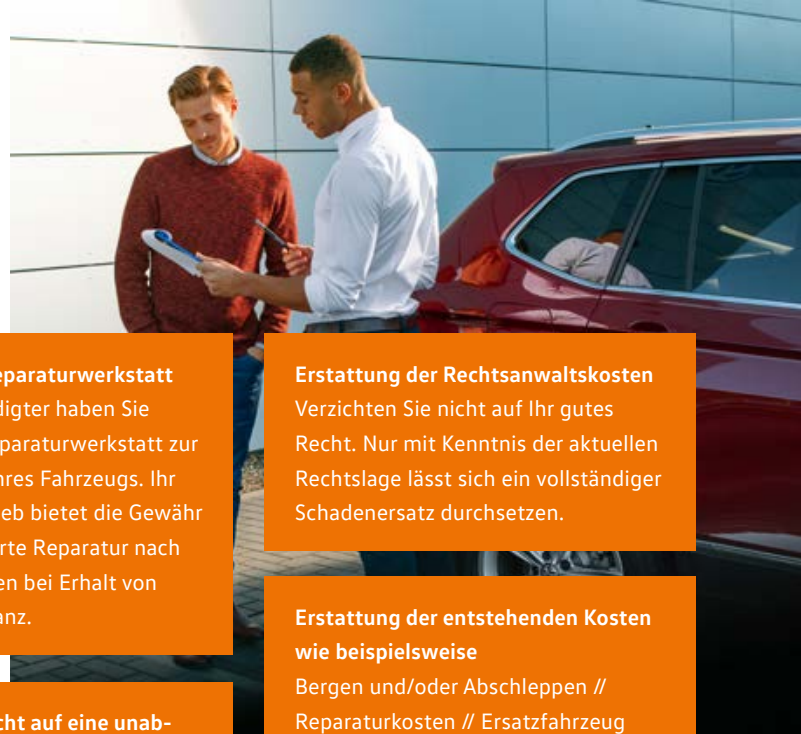 eparaturwerkstatt
digter haben Sie
paraturwerkstatt zur
hres Fahrzeugs. Ihr
eb bietet die Gewähr
rte Reparatur nach
en bei Erhalt von
anz.
cht auf eine unab-
Erstattung der Rechtsanwaltskosten
Verzichten Sie nicht auf Ihr gutes
Recht. Nur mit Kenntnis der aktuellen
Rechtslage lässt sich ein vollständiger
Schadenersatz durchsetzen.
Erstattung der entstehenden Kosten
wie beispielsweise
Bergen und/oder Abschleppen //
Reparaturkosten // Ersatzfahrzeug